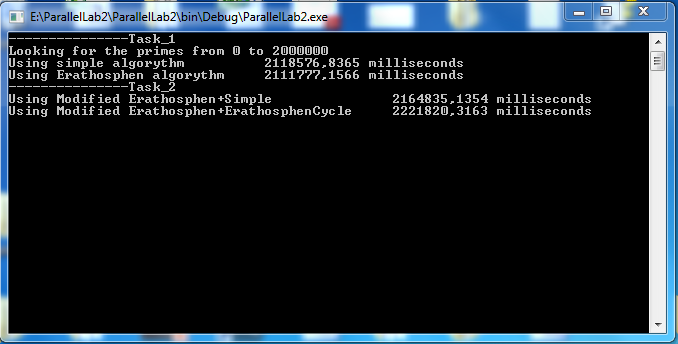 E:\ParallelLab2\ParallelLab2\bin\Debug\ParallelLab2.exe
---------------Task_1
Looking for the primes from 0 to 2000000
Using simple algorythm          2118576,8365 milliseconds
Using Erathosphen algorythm     2111777,1566 milliseconds
---------------Task_2
Using Modified Erathosphen+Simple               2164835,1354 milliseconds
Using Modified Erathosphen+ErathosphenCycle     2221820,3163 milliseconds